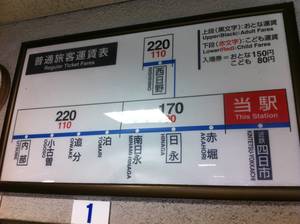 普通旅客運賃表
Regular Ticket Fares
上段(黒文字):おとな運賃
Upper(Black):Adult Fares
下段(赤文字):こども運賃
Lower(Red):Child Fares
入場券=おとな150円
こども 80円
220
110
西日野
220
110
170
当駅
This Station
内部
小古曽
追分
泊
TOMARI
南日永
MINAMI-HINAGA
日永
HINAGA
赤堀
AKAHORI
四日市
1